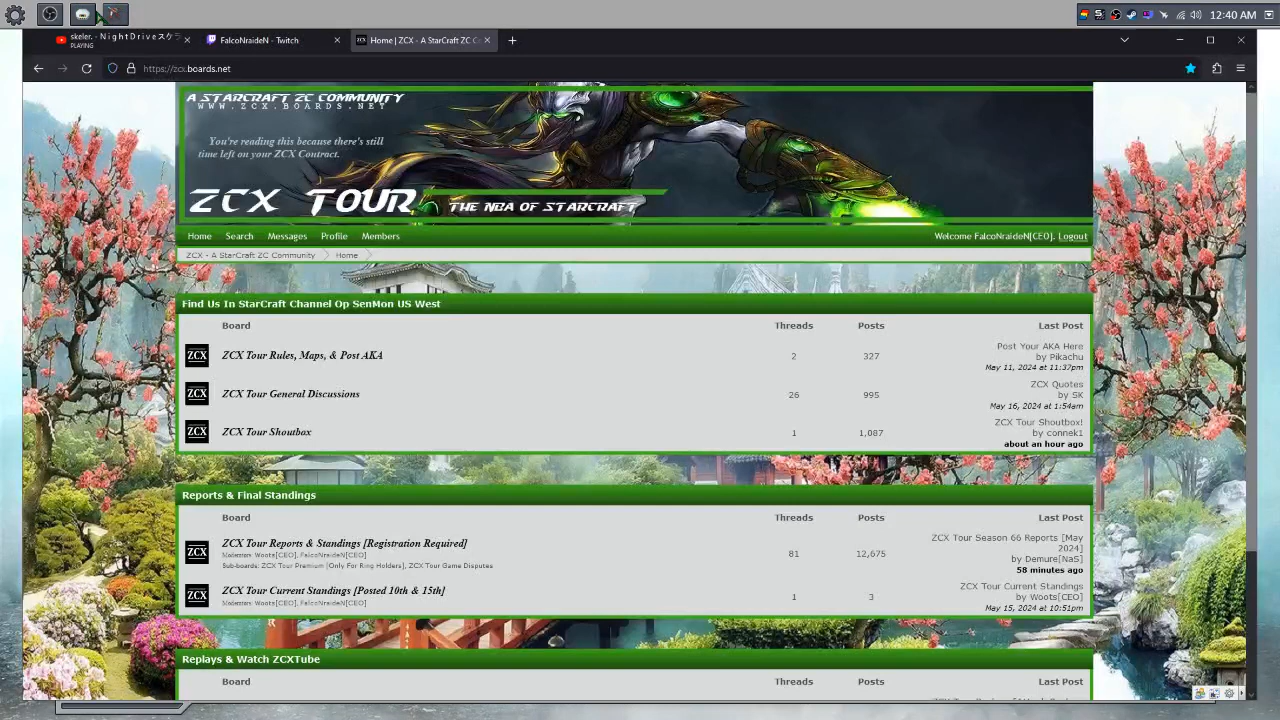 12:40 AM
skeler. - N i g h t D r i v e スケラ
PLAYING
FalcoNraideN - Twitch
Home | ZCX - A StarCraft ZC C
https://zcx.boards.net
A STARCRAFT ZC COMMUNITY
WWW.ZCX.BOARDS.NET
You're reading this because there's still
time left on your ZCX Contract.
ZCX TOUR
THE NBA OF STARCRAFT
Home Search Messages Profile Members
Welcome FalcoNraideN[CEO]. Logout
ZCX - A StarCraft ZC Community Home
Find Us In StarCraft Channel Op SenMon US West
Board Threads Posts Last Post
ZCX ZCX Tour Rules, Maps, & Post AKA 2 327 Post Your AKA Here
by Pikachu
May 11, 2024 at 11:37pm
ZCX ZCX Tour General Discussions 26 995 ZCX Quotes
by SK
May 16, 2024 at 1:54am
ZCX ZCX Tour Shoutbox 1 1,087 ZCX Tour Shoutbox!
by connek1
about an hour ago
Reports & Final Standings
Board Threads Posts Last Post
ZCX ZCX Tour Reports & Standings [Registration Required] 81 12,675 ZCX Tour Season 66 Reports [May
2024]
by Demure[NaS]
58 minutes ago
Woots[CEO], FalcoNraideN[CEO]
Sub-boards: ZCX Tour Premium [Only For Ring Holders], ZCX Tour Game Disputes
ZCX ZCX Tour Current Standings [Posted 10th & 15th] 1 3 ZCX Tour Current Standings
by Woots[CEO]
May 15, 2024 at 10:51pm
Woots[CEO], FalcoNraideN[CEO]
Replays & Watch ZCXTube
Board Threads Posts Last Post